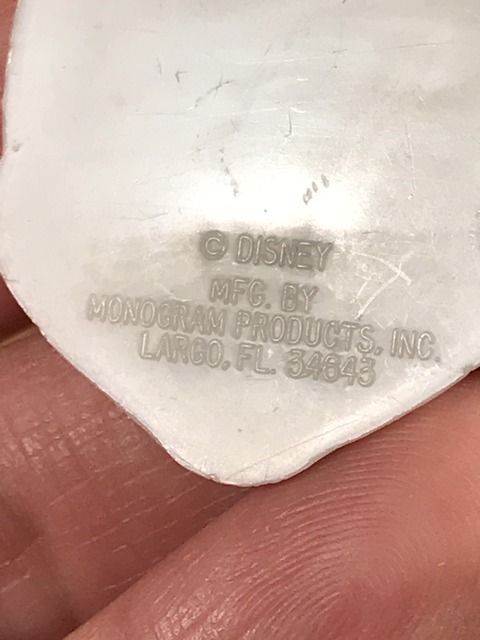 © DISNEY
MFG. BY
MONOGRAM PRODUCTS, INC.
LARGO, FL. 34643